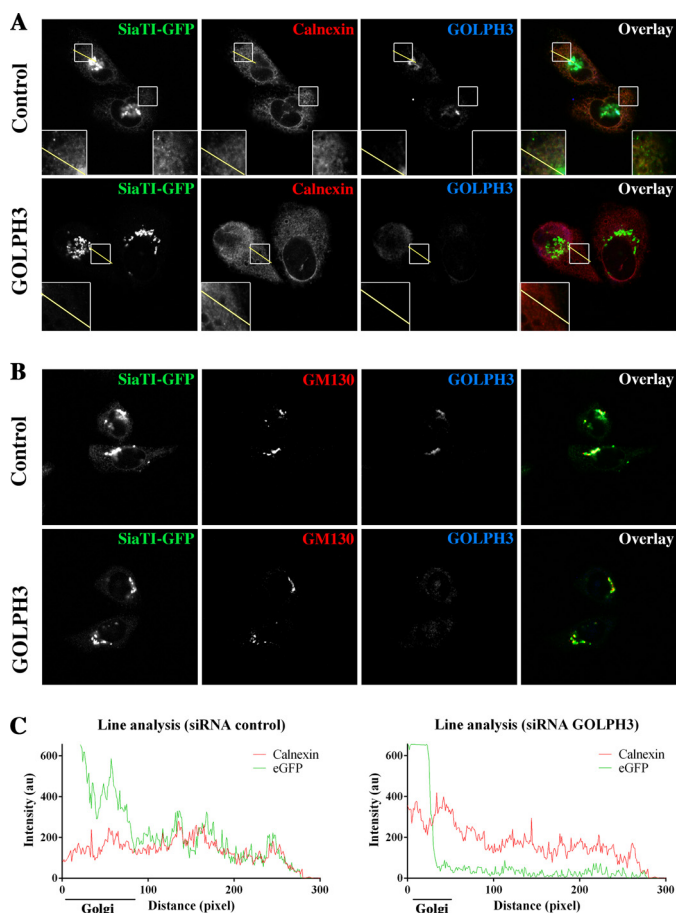 A
SiaTI-GFP Calnexin GOLPH3 Overlay
Control
SiaTI-GFP Calnexin GOLPH3 Overlay
GOLPH3
B
SiaTI-GFP GM130 GOLPH3 Overlay
Control
SiaTI-GFP GM130 GOLPH3 Overlay
GOLPH3
C
Line analysis (siRNA control) Line analysis (siRNA GOLPH3)
600 Calnexin 600 Calnexin
eGFP eGFP
400 400
Intensity (au) Intensity (au)
200 200
0 0
0 100 200 300 0 100 200 300
Golgi Distance (pixel) Golgi Distance (pixel)